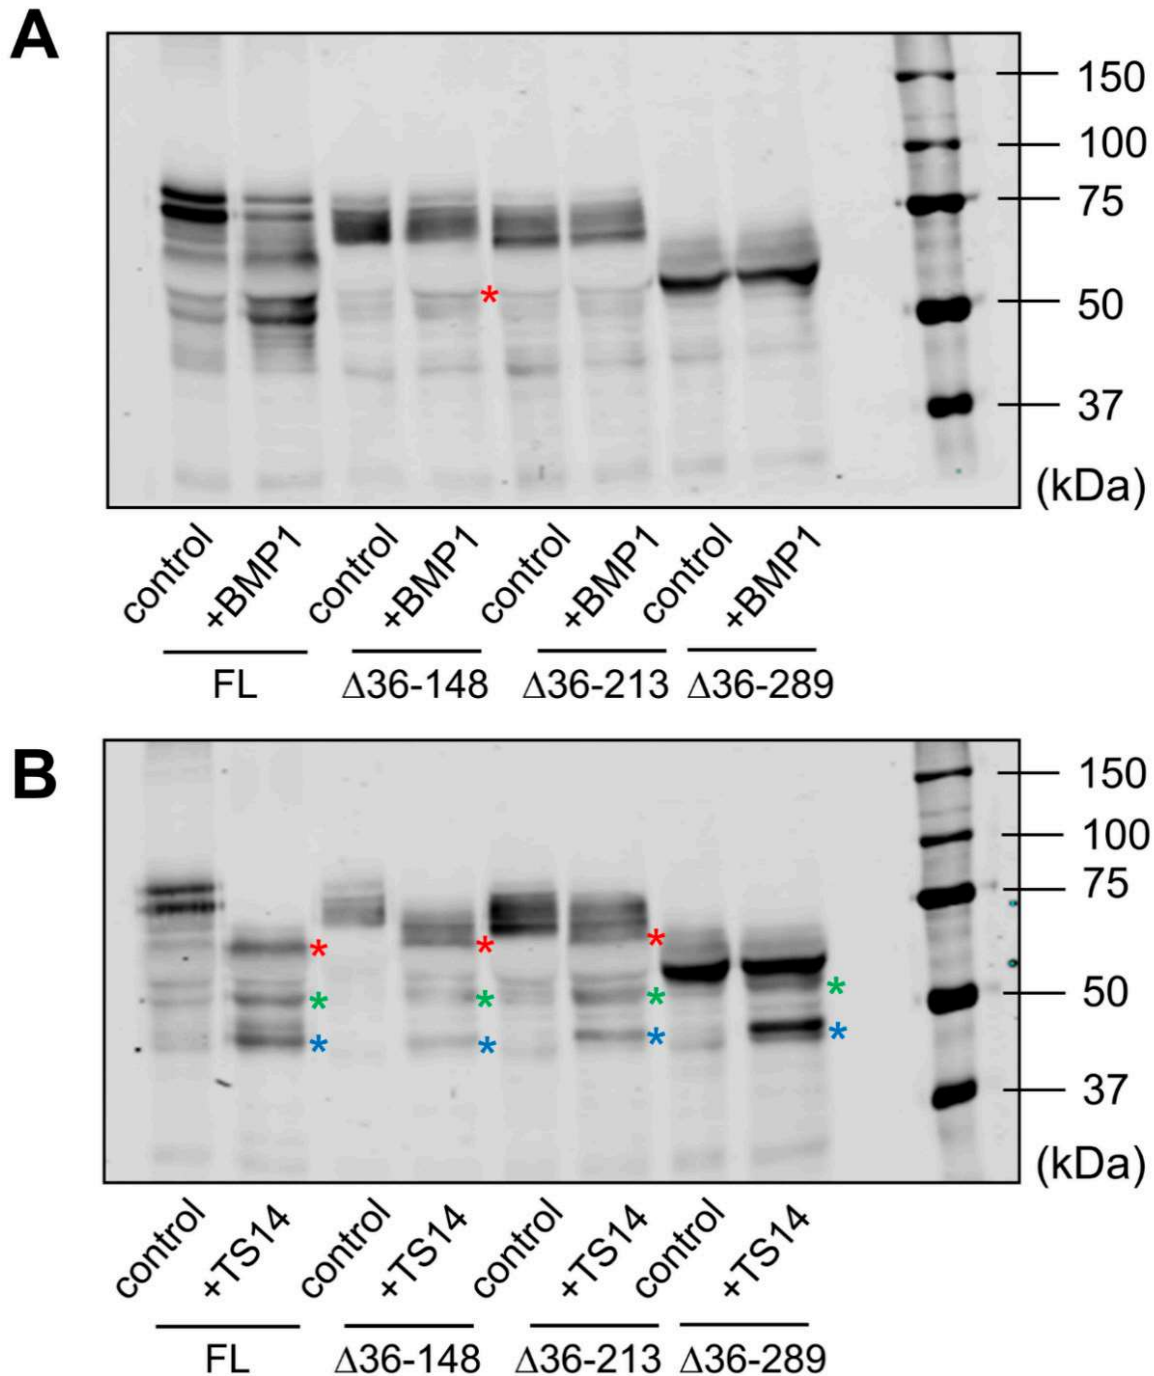 A
150
100
75
50
37
(kDa)
control +BMP1 control +BMP1 control +BMP1 control +BMP1
FL Δ36-148 Δ36-213 Δ36-289
B
150
100
75
50
37
(kDa)
control +TS14 control +TS14 control +TS14 control +TS14
FL Δ36-148 Δ36-213 Δ36-289